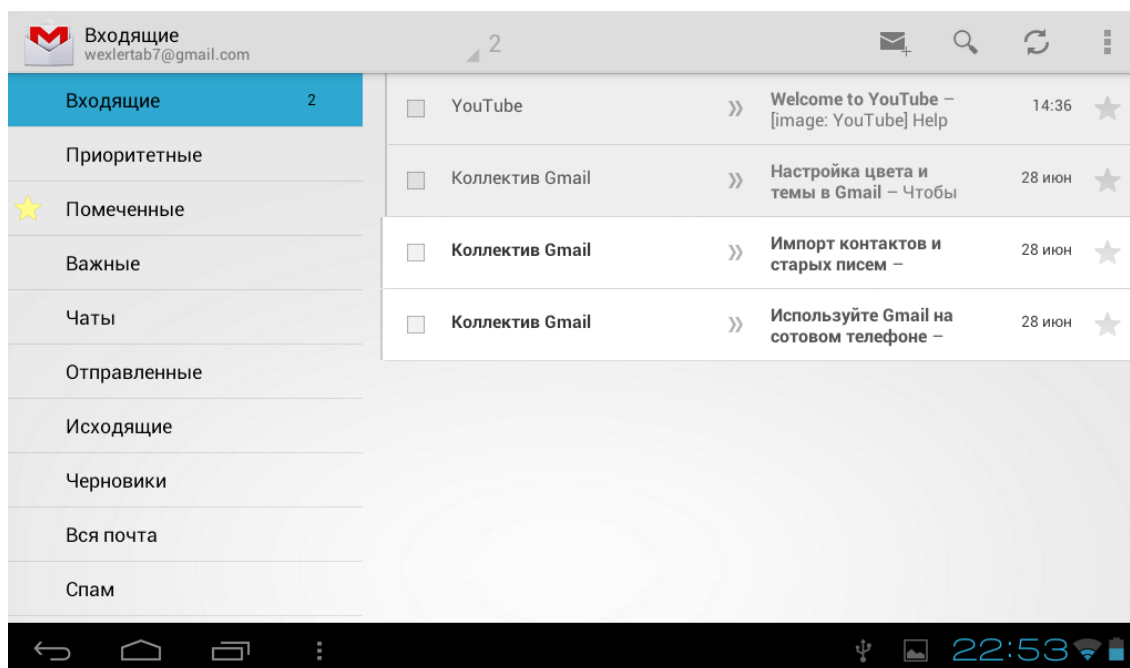 Входящие
wexlertab7@gmail.com
2
Входящие 2
Приоритетные
Помеченные
Важные
Чаты
Отправленные
Исходящие
Черновики
Вся почта
Спам
YouTube » Welcome to YouTube – 14:36
[image: YouTube] Help
Коллектив Gmail » Настройка цвета и 28 июн
темы в Gmail – Чтобы
Коллектив Gmail » Импорт контактов и 28 июн
старых писем –
Коллектив Gmail » Используйте Gmail на 28 июн
сотовом телефоне –
22:53